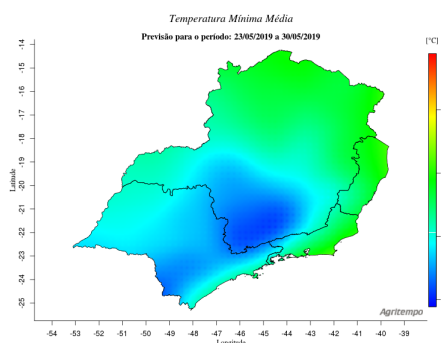 Temperatura Mínima Média
Previsão para o período: 23/05/2019 a 30/05/2019
[°C]
-14
-15
-16
-17
-18
-19
-20
-21
-22
-23
-24
-25
Latitude
Agritempo
-54 -53 -52 -51 -50 -49 -48 -47 -46 -45 -44 -43 -42 -41 -40 -39
Longitude